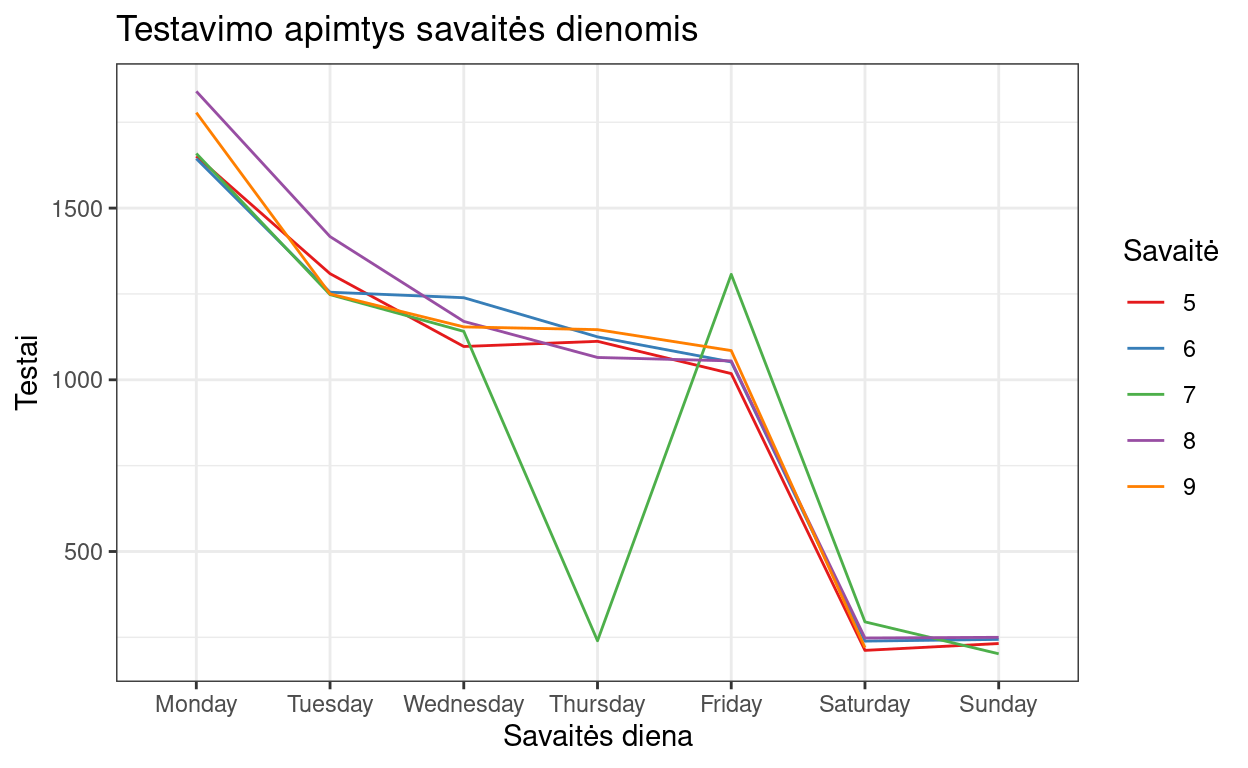 Testavimo apimtys savaitės dienomis
Testai
1500
1000
500
Monday Tuesday Wednesday Thursday Friday Saturday Sunday
Savaitės diena
Savaitė
5
6
7
8
9